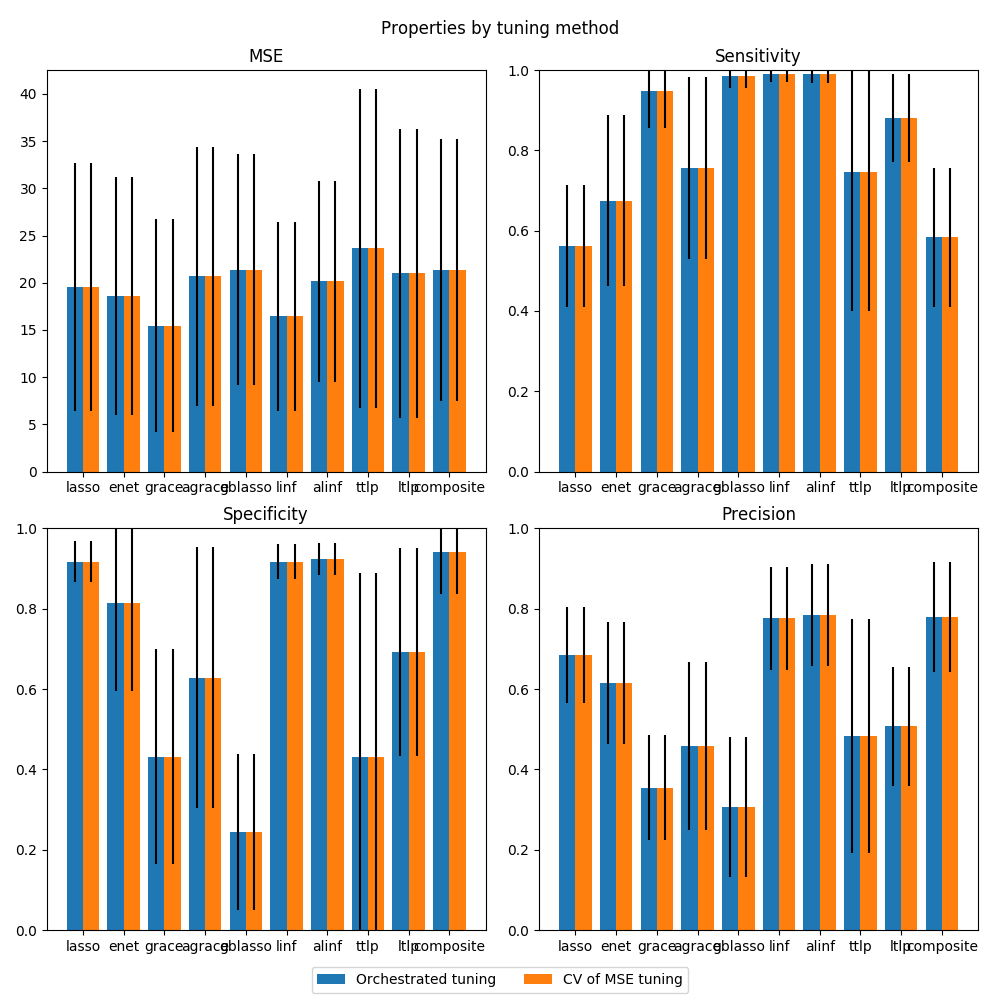 Properties by tuning method
MSE
40
35
30
25
20
15
10
5
0
lasso enet grace agrace gblasso linf alinf ttlp ltlp composite
Sensitivity
1.0
0.8
0.6
0.4
0.2
0.0
lasso enet grace agrace gblasso linf alinf ttlp ltlp composite
Specificity
1.0
0.8
0.6
0.4
0.2
0.0
lasso enet grace agrace gblasso linf alinf ttlp ltlp composite
Precision
1.0
0.8
0.6
0.4
0.2
0.0
lasso enet grace agrace gblasso linf alinf ttlp ltlp composite
Orchestrated tuning CV of MSE tuning